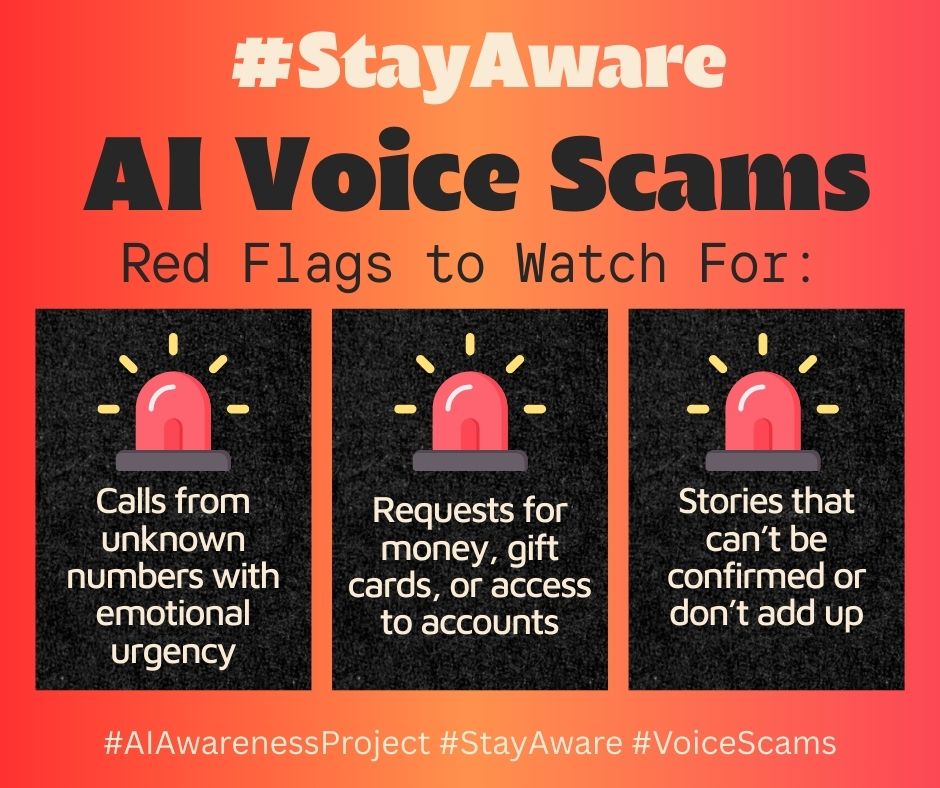 #StayAware
AI Voice Scams
Red Flags to Watch For:
Calls from
unknown
numbers with
emotional
urgency
Requests for
money, gift
cards, or access
to accounts
Stories that
can’t be
confirmed or
don’t add up
#AIAwarenessProject #StayAware #VoiceScams